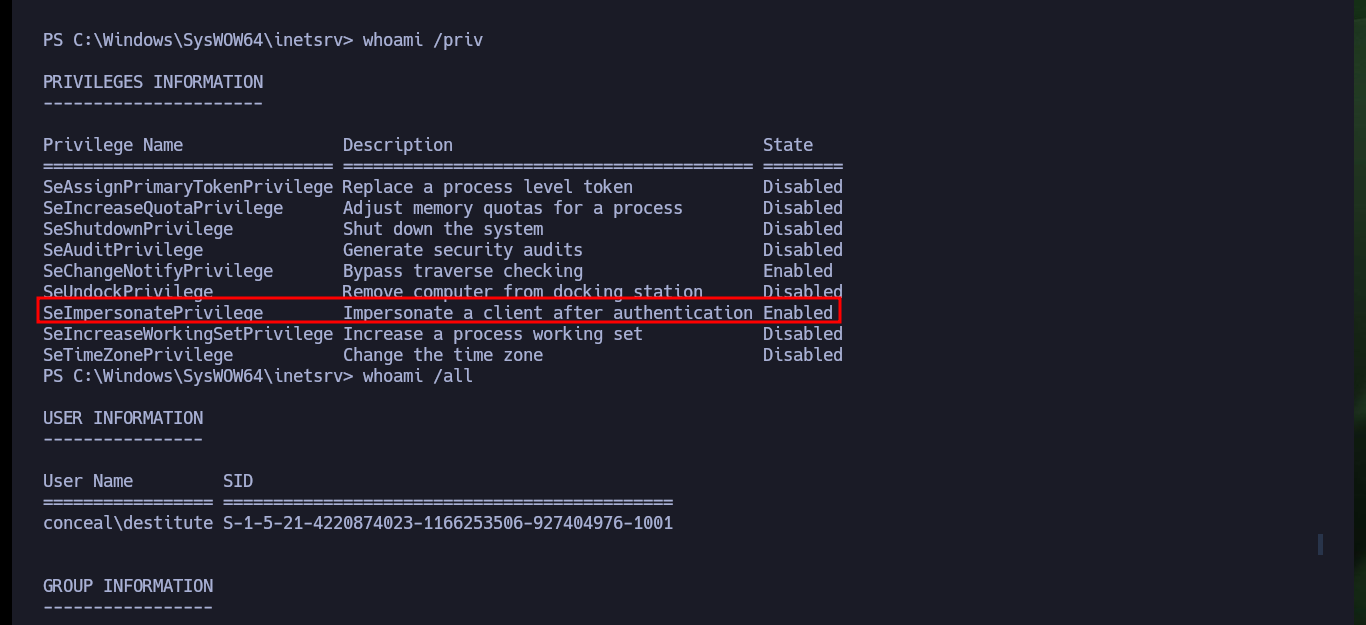 PS C:\Windows\SysWOW64\inetsrv> whoami /priv
PRIVILEGES INFORMATION
----------------------
Privilege Name                Description                               State
============================= ========================================= ========
SeAssignPrimaryTokenPrivilege Replace a process level token             Disabled
SeIncreaseQuotaPrivilege      Adjust memory quotas for a process        Disabled
SeShutdownPrivilege           Shut down the system                      Disabled
SeAuditPrivilege              Generate security audits                  Disabled
SeChangeNotifyPrivilege       Bypass traverse checking                  Enabled
SeUndockPrivilege             Remove computer from docking station      Disabled
SeImpersonatePrivilege        Impersonate a client after authentication Enabled
SeIncreaseWorkingSetPrivilege Increase a process working set            Disabled
SeTimeZonePrivilege           Change the time zone                      Disabled
PS C:\Windows\SysWOW64\inetsrv> whoami /all
USER INFORMATION
----------------
User Name         SID
================= =============================================
conceal\destitute S-1-5-21-4220874023-1166253506-927404976-1001
GROUP INFORMATION
-----------------